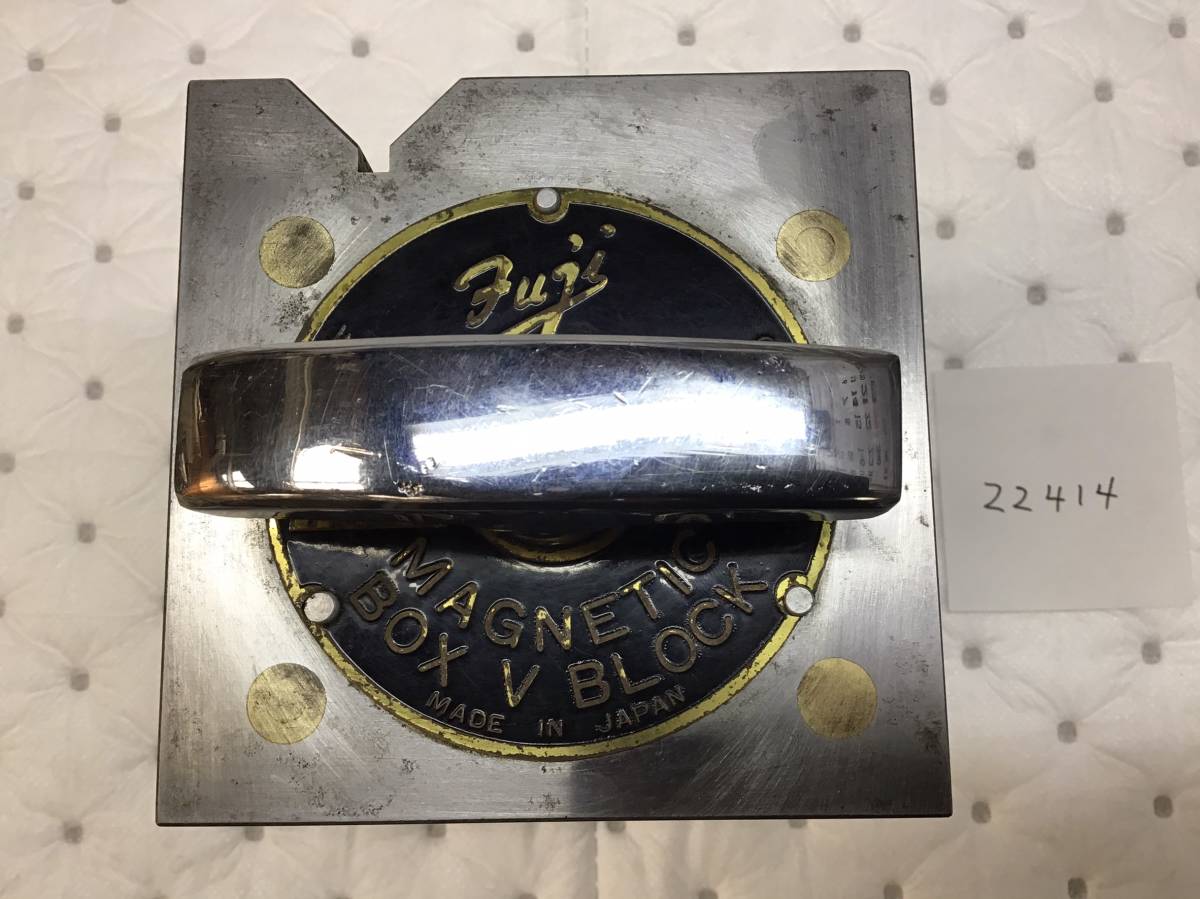 Fuji
MAGNETIC
BOX V BLOCK
MADE IN JAPAN
22414